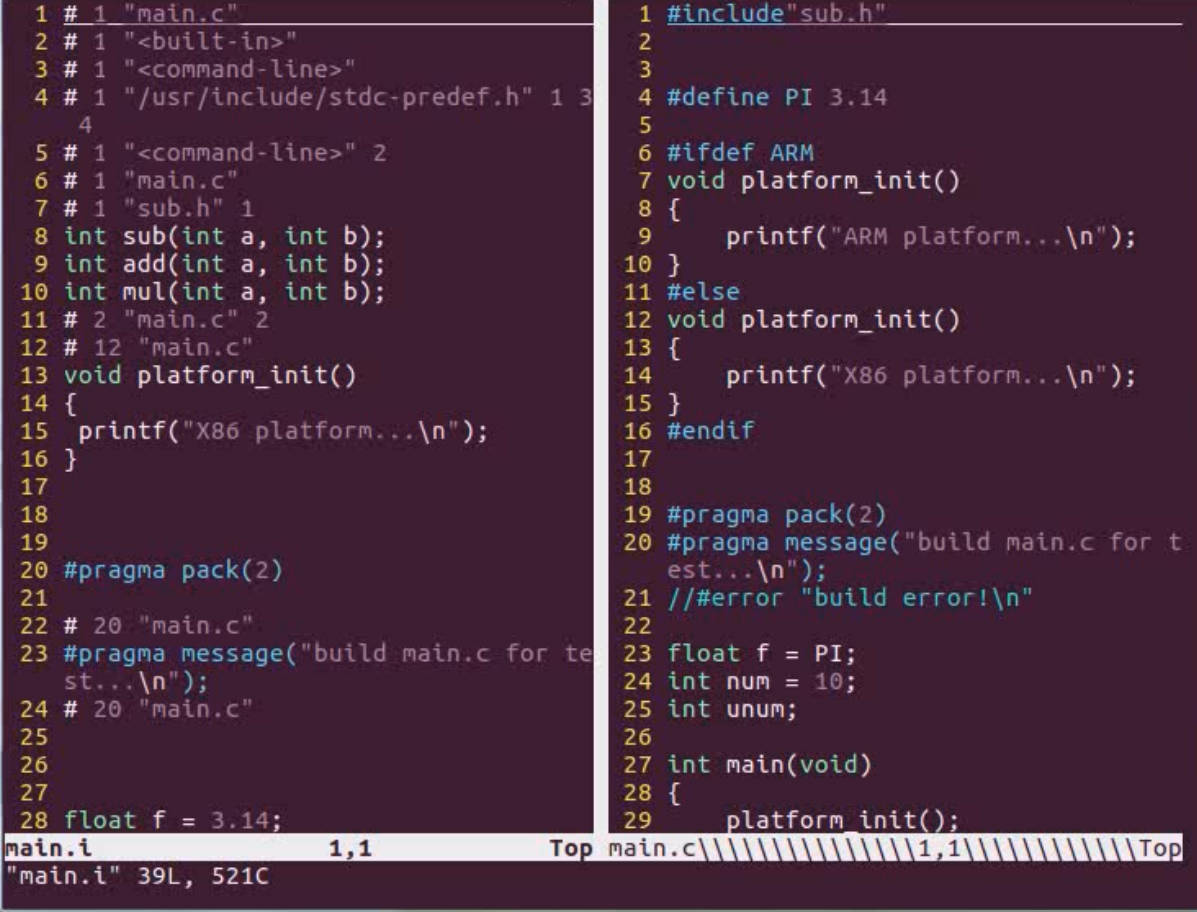 1 # 1 "main.c"
2 # 1 "<built-in>"
3 # 1 "<command-line>"
4 # 1 "/usr/include/stdc-predef.h" 1 3
4
5 # 1 "<command-line>" 2
6 # 1 "main.c"
7 # 1 "sub.h" 1
8 int sub(int a, int b);
9 int add(int a, int b);
10 int mul(int a, int b);
11 # 2 "main.c" 2
12 # 12 "main.c"
13 void platform_init()
14 {
15  printf("X86 platform...\n");
16 }
17
18
19
20 #pragma pack(2)
21
22 # 20 "main.c"
23 #pragma message("build main.c for te
st...\n");
24 # 20 "main.c"
25
26
27
28 float f = 3.14;
main.i 1,1 Top
"main.i" 39L, 521C
1 #include"sub.h"
2
3
4 #define PI 3.14
5
6 #ifdef ARM
7 void platform_init()
8 {
9     printf("ARM platform...\n");
10 }
11 #else
12 void platform_init()
13 {
14     printf("X86 platform...\n");
15 }
16 #endif
17
18
19 #pragma pack(2)
20 #pragma message("build main.c for t
est...\n");
21 //#error "build error!\n"
22
23 float f = PI;
24 int num = 10;
25 int unum;
26
27 int main(void)
28 {
29     platform_init();
main.c\\\\\\\\\\\\\\\1,1\\\\\\\\\\\\Top